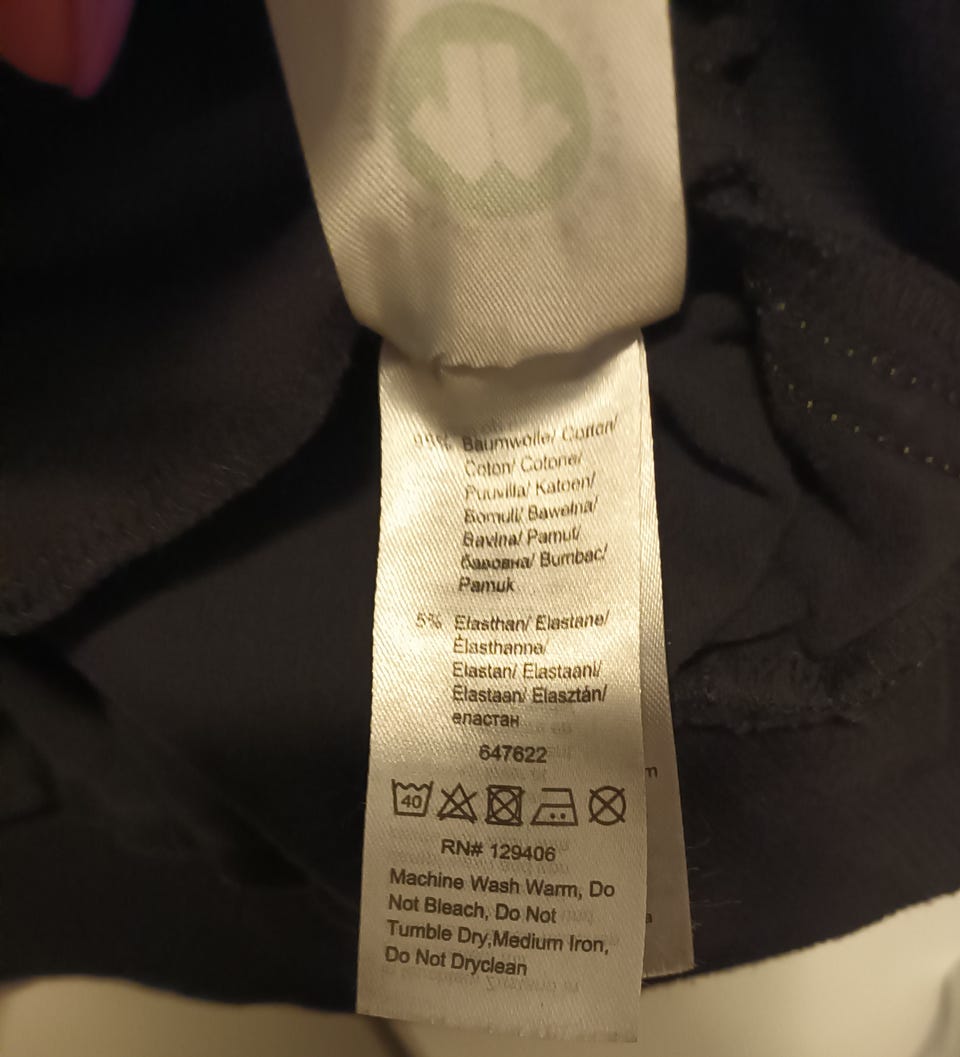 95% Baumwolle/ Cotton/
Coton/ Cotone/
Puuvilla/ Katoen/
Bomull/ Bawełna/
Bavlna/ Pamut/
бавовна/ Bumbac/
Pamuk
5% Elasthan/ Elastane/
Élasthanne/
Elastan/ Elastaani/
Elastaan/ Elasztán/
еластан
647622
40
RN# 129406
Machine Wash Warm, Do
Not Bleach, Do Not
Tumble Dry,Medium Iron,
Do Not Dryclean